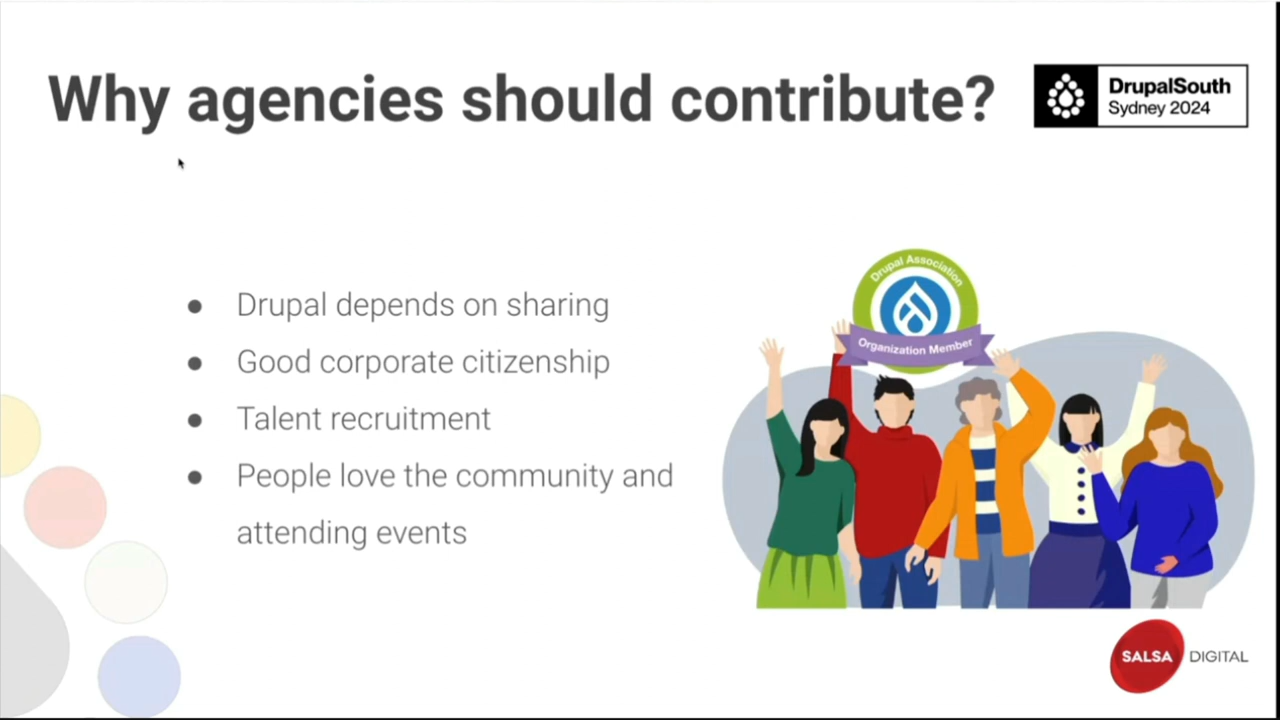 Why agencies should contribute?
DrupalSouth
Sydney 2024
Drupal depends on sharing
Good corporate citizenship
Talent recruitment
People love the community and
attending events
Drupal Association
Organization Member
SALSA DIGITAL